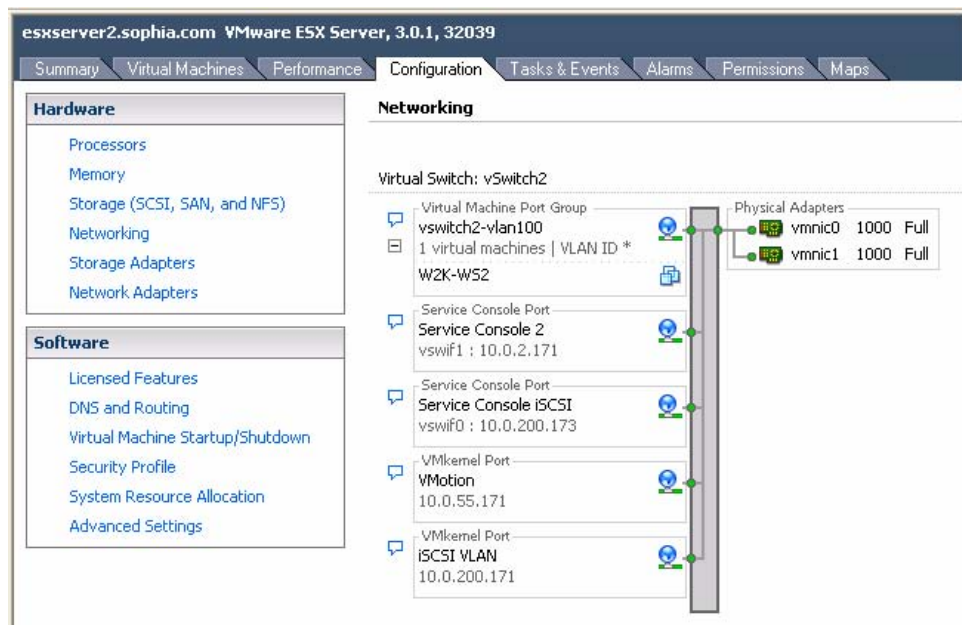 esxserver2.sophia.com VMware ESX Server, 3.0.1, 32039
Summary Virtual Machines Performance Configuration Tasks & Events Alarms Permissions Maps
Hardware
Processors
Memory
Storage (SCSI, SAN, and NFS)
Networking
Storage Adapters
Network Adapters
Software
Licensed Features
DNS and Routing
Virtual Machine Startup/Shutdown
Security Profile
System Resource Allocation
Advanced Settings
Networking
Virtual Switch: vSwitch2
Virtual Machine Port Group
vswitch2-vlan100
1 virtual machines | VLAN ID *
W2K-WS2
Service Console Port
Service Console 2
vswif1 : 10.0.2.171
Service Console Port
Service Console iSCSI
vswif0 : 10.0.200.173
VMkernel Port
VMotion
10.0.55.171
VMkernel Port
iSCSI VLAN
10.0.200.171
Physical Adapters
vmnic0 1000 Full
vmnic1 1000 Full